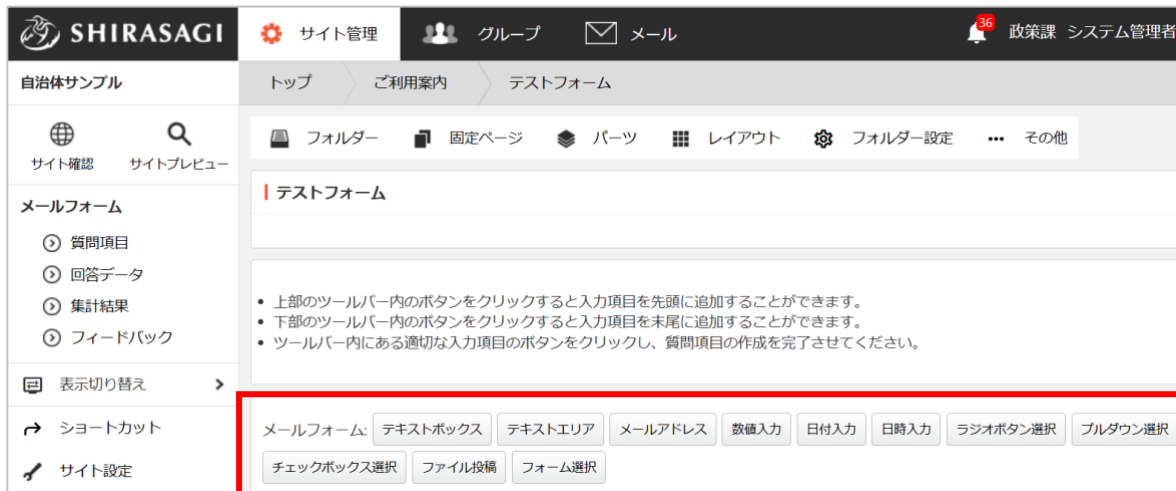 SHIRASAGI
サイト管理
グループ
メール
36
政策課 システム管理者
自治体サンプル
トップ
ご利用案内
テストフォーム
サイト確認
サイトプレビュー
フォルダー
固定ページ
パーツ
レイアウト
フォルダー設定
その他
メールフォーム
質問項目
回答データ
集計結果
フィードバック
表示切り替え
ショートカット
サイト設定
テストフォーム
• 上部のツールバー内のボタンをクリックすると入力項目を先頭に追加することができます。
• 下部のツールバー内のボタンをクリックすると入力項目を末尾に追加することができます。
• ツールバー内にある適切な入力項目のボタンをクリックし、質問項目の作成を完了させてください。
メールフォーム: テキストボックス テキストエリア メールアドレス 数値入力 日付入力 日時入力 ラジオボタン選択 プルダウン選択
チェックボックス選択 ファイル投稿 フォーム選択